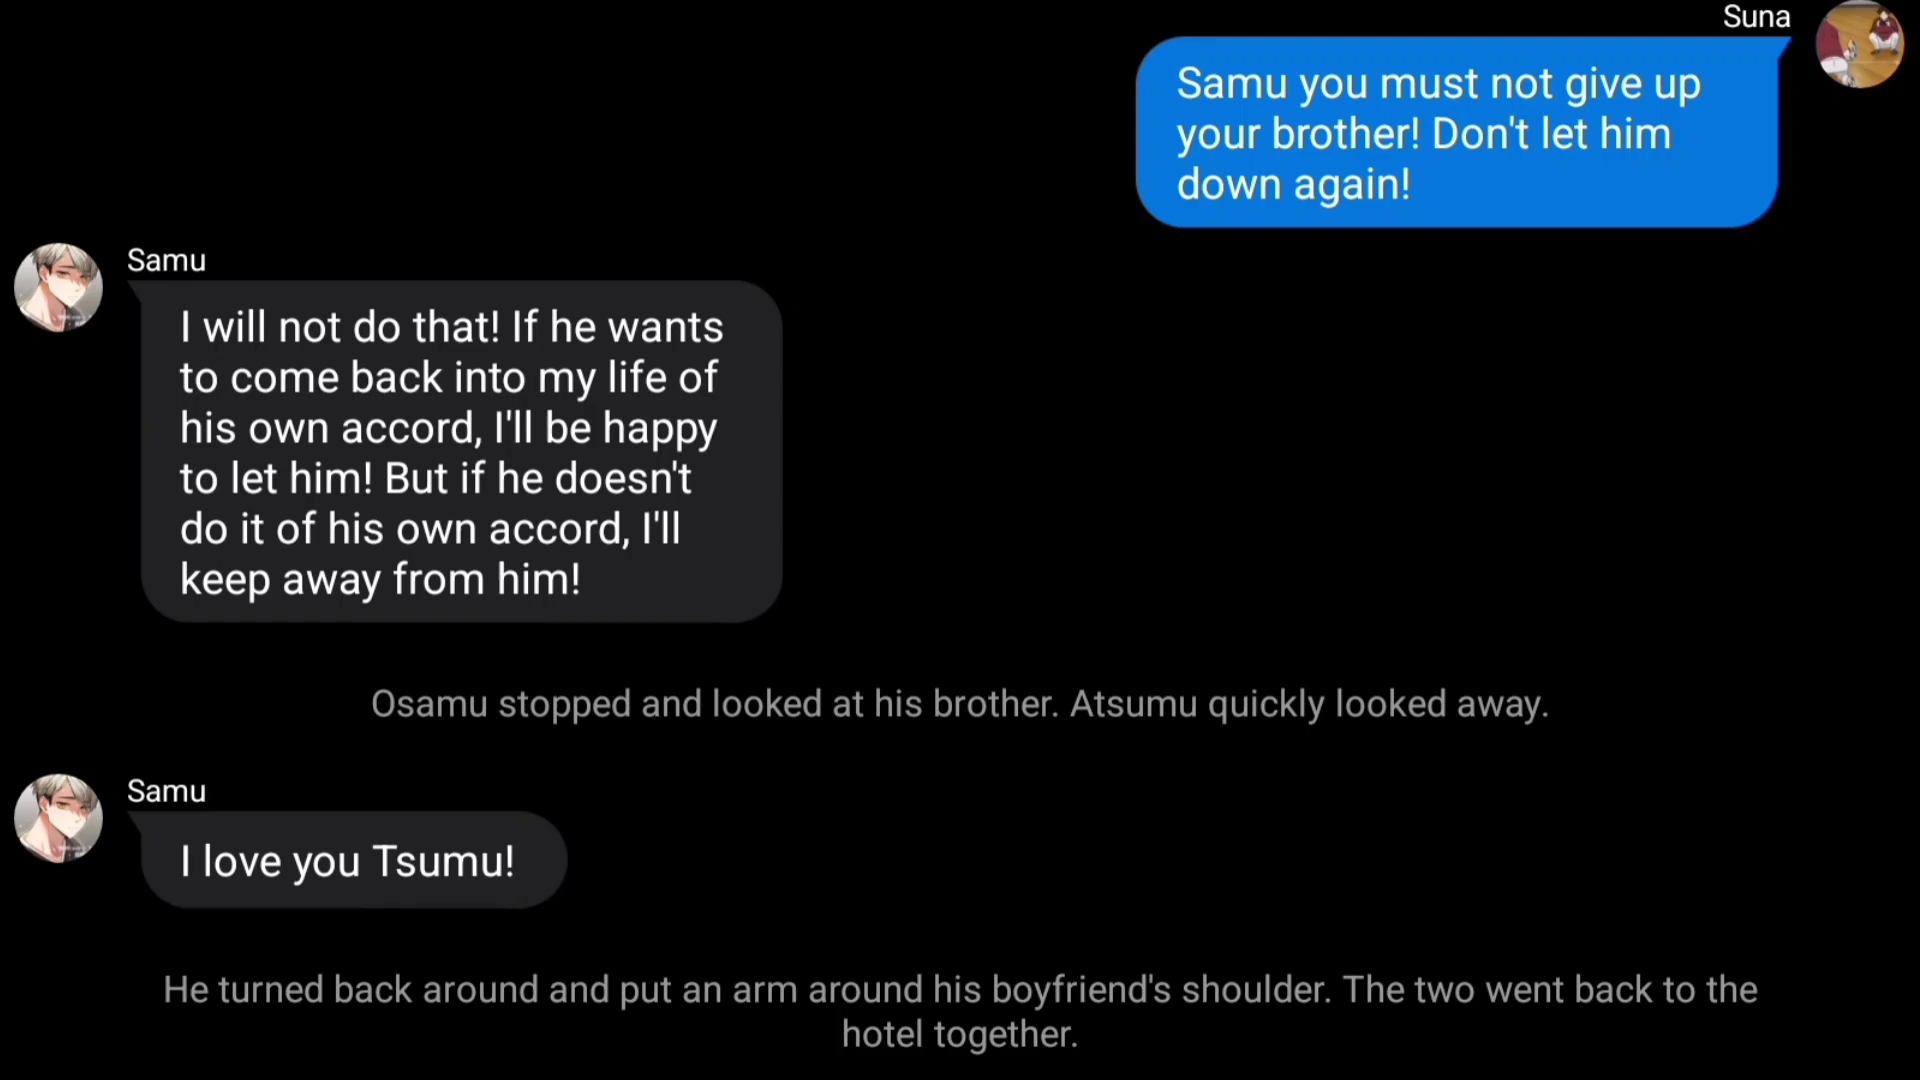 Suna
Samu you must not give up
your brother! Don't let him
down again!
Samu
I will not do that! If he wants
to come back into my life of
his own accord, I'll be happy
to let him! But if he doesn't
do it of his own accord, I'll
keep away from him!
Osamu stopped and looked at his brother. Atsumu quickly looked away.
Samu
I love you Tsumu!
He turned back around and put an arm around his boyfriend's shoulder. The two went back to the
hotel together.